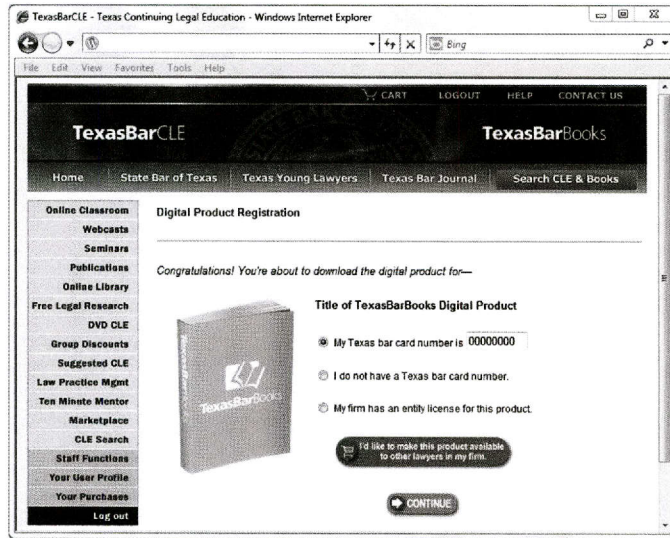 TexasBarCLE - Texas Continuing Legal Education - Windows Internet Explorer
Bing
File Edit View Favorites Tools Help
CART LOGOUT HELP CONTACT US
TexasBarCLE TexasBarBooks
Home State Bar of Texas Texas Young Lawyers Texas Bar Journal Search CLE & Books
Online Classroom
Webcasts
Seminars
Publications
Online Library
Free Legal Research
DVD CLE
Group Discounts
Suggested CLE
Law Practice Mgmt
Ten Minute Mentor
Marketplace
CLE Search
Staff Functions
Your User Profile
Your Purchases
Log out
Digital Product Registration
Congratulations! You're about to download the digital product for—
TexasBarBooks
TexasBarBooks
Title of TexasBarBooks Digital Product
My Texas bar card number is 00000000
I do not have a Texas bar card number.
My firm has an entity license for this product.
I'd like to make this product available
to other lawyers in my firm.
CONTINUE